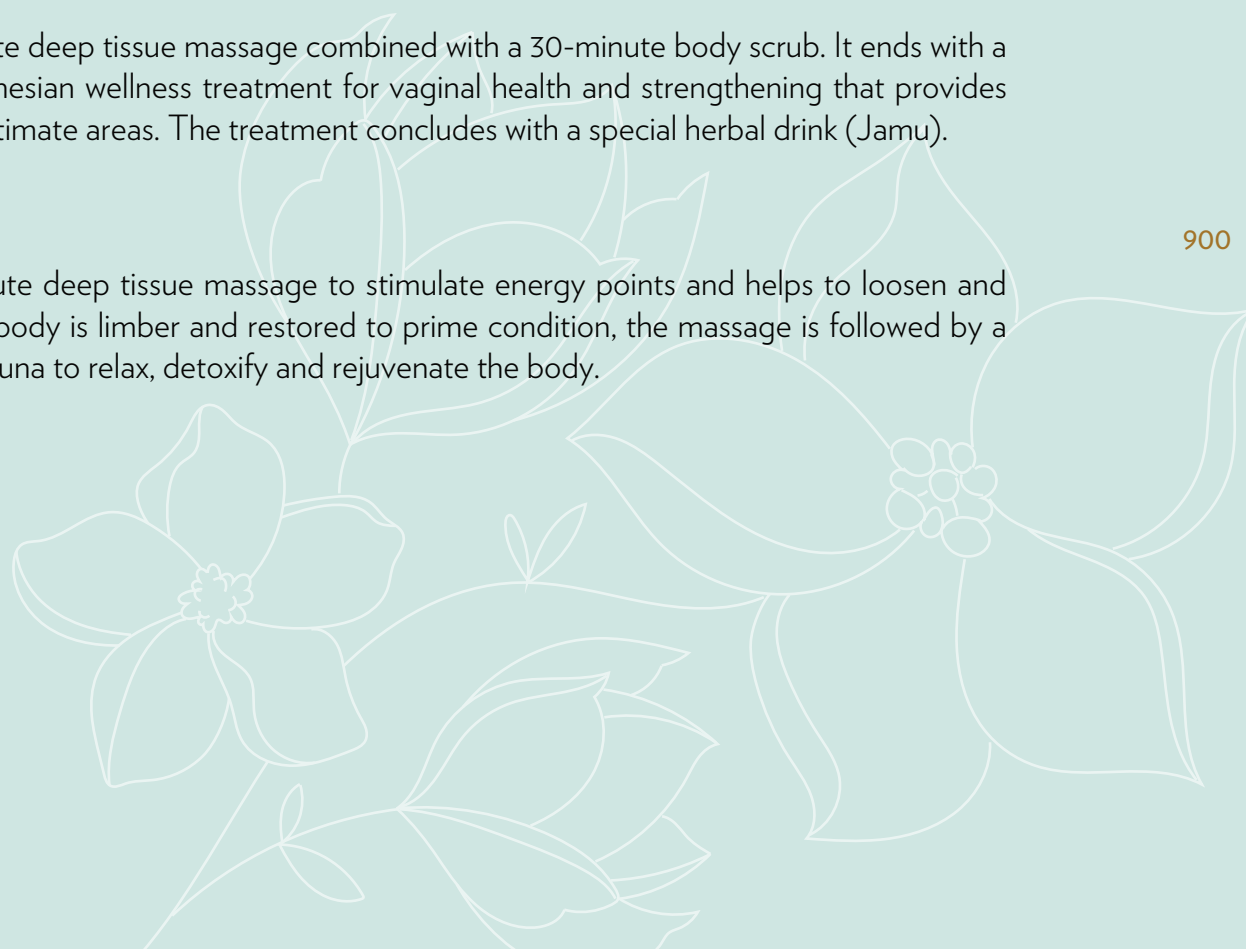 te deep tissue massage combined with a 30-minute body scrub. It ends with a
nesian wellness treatment for vaginal health and strengthening that provides
timate areas. The treatment concludes with a special herbal drink (Jamu).
900
ute deep tissue massage to stimulate energy points and helps to loosen and
body is limber and restored to prime condition, the massage is followed by a
una to relax, detoxify and rejuvenate the body.